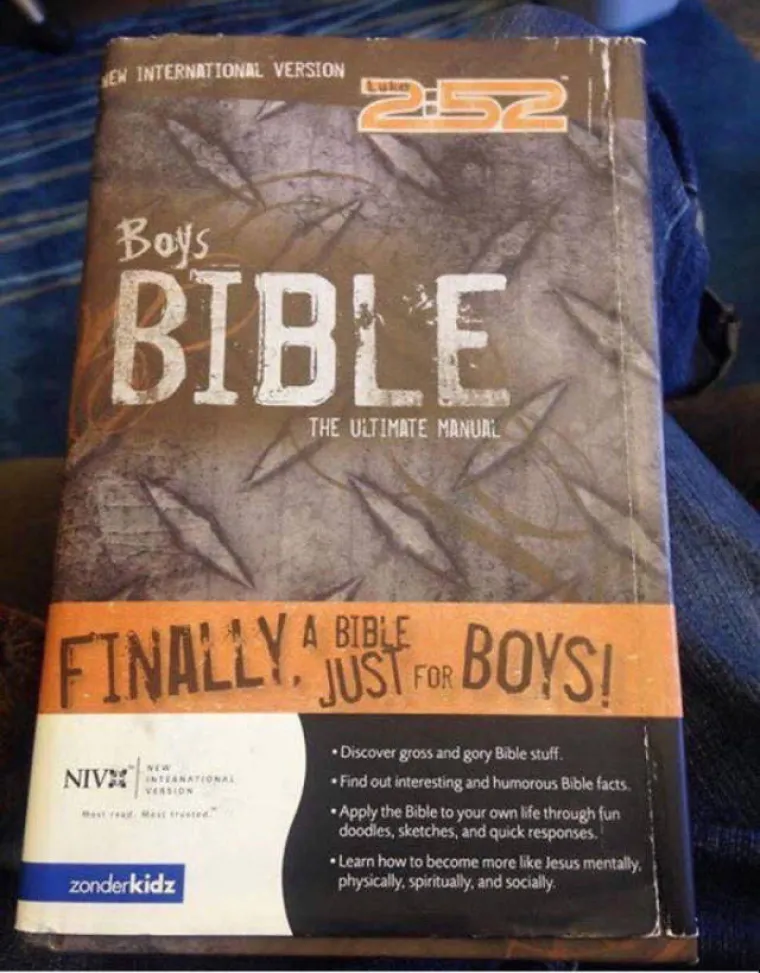 NEW INTERNATIONAL VERSION
Luke
2:52™
Boys
BIBLE
THE ULTIMATE MANUAL
FINALLY, A BIBLE JUST FOR BOYS!
NIV™
NEW
INTERNATIONAL
VERSION
Most read. Most trusted.™
zonderkidz
• Discover gross and gory Bible stuff.
• Find out interesting and humorous Bible facts.
• Apply the Bible to your own life through fun
doodles, sketches, and quick responses.
• Learn how to become more like Jesus mentally,
physically, spiritually, and socially.